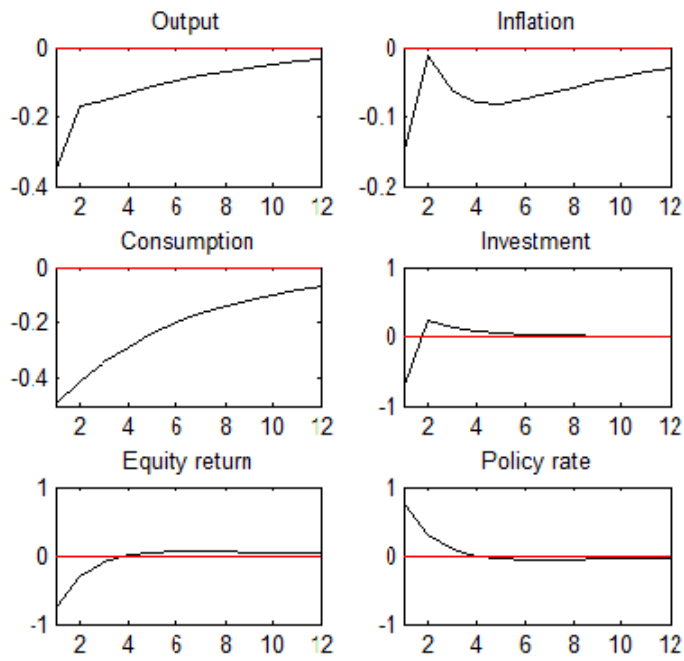 Output
0
-0.2
-0.4
2 4 6 8 10 12
Inflation
0
-0.1
-0.2
2 4 6 8 10 12
Consumption
0
-0.2
-0.4
2 4 6 8 10 12
Investment
1
0
-1
2 4 6 8 10 12
Equity return
1
0
-1
2 4 6 8 10 12
Policy rate
1
0
-1
2 4 6 8 10 12